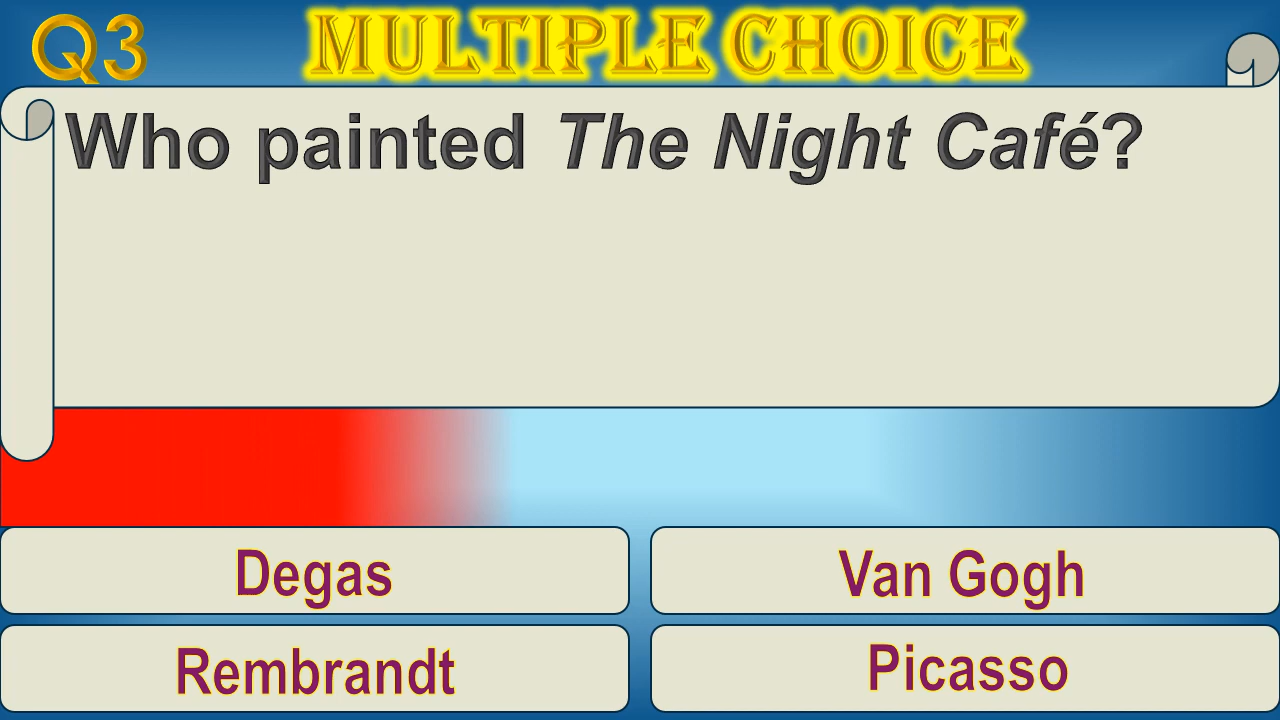 Q3 MULTIPLE CHOICE
Who painted The Night Café?
Degas Van Gogh
Rembrandt Picasso